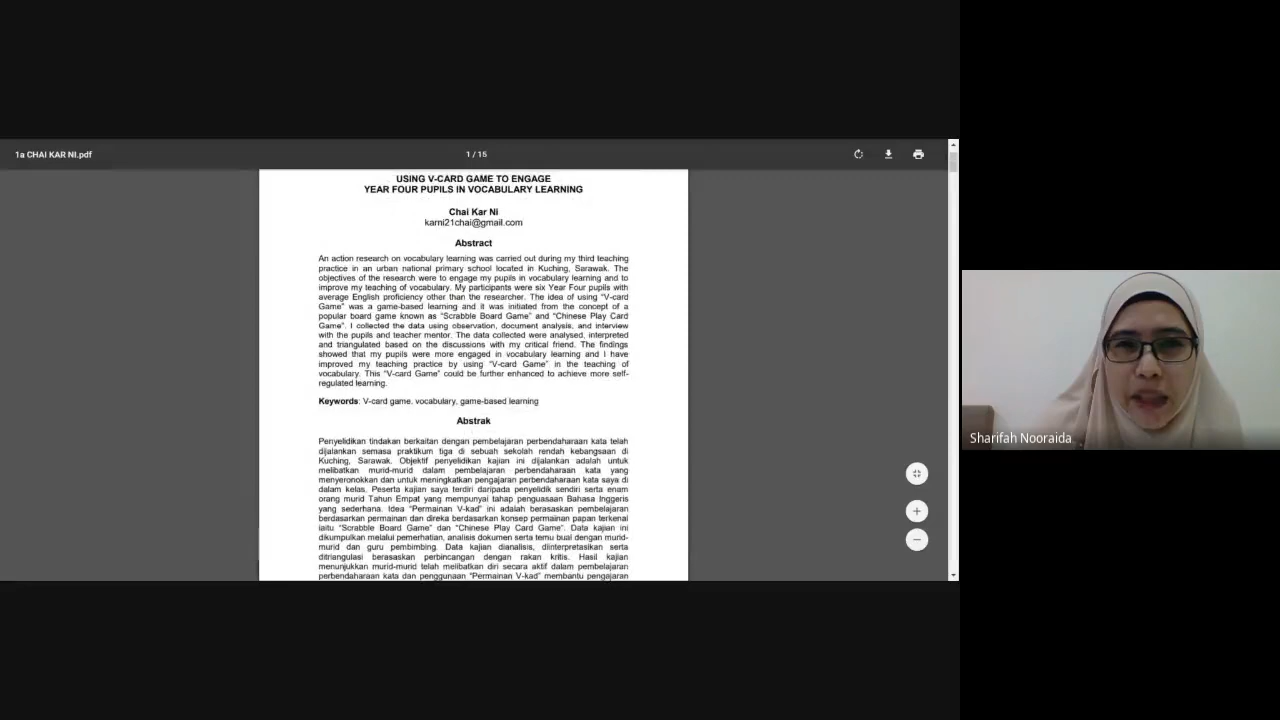 1a CHAI KAR NI.pdf
1 / 15
USING V-CARD GAME TO ENGAGE
YEAR FOUR PUPILS IN VOCABULARY LEARNING
Chai Kar Ni
karni21chai@gmail.com
Abstract
An action research on vocabulary learning was carried out during my third teaching
practice in an urban national primary school located in Kuching, Sarawak. The
objectives of the research were to engage my pupils in vocabulary learning and to
improve my teaching of vocabulary. My participants were six Year Four pupils with
average English proficiency other than the researcher. The idea of using "V-card
Game" was a game-based learning and it was initiated from the concept of a
popular board game known as "Scrabble Board Game" and "Chinese Play Card
Game". I collected the data using observation, document analysis, and interview
with the pupils and teacher mentor. The data collected were analysed, interpreted
and triangulated based on the discussions with my critical friend. The findings
showed that my pupils were more engaged in vocabulary learning and I have
improved my teaching practice by using "V-card Game" in the teaching of
vocabulary. This "V-card Game" could be further enhanced to achieve more self-
regulated learning.
Keywords: V-card game, vocabulary, game-based learning
Abstrak
Penyelidikan tindakan berkaitan dengan pembelajaran perbendaharaan kata telah
dijalankan semasa praktikum tiga di sebuah sekolah rendah kebangsaan di
Kuching, Sarawak. Objektif penyelidikan kajian ini dijalankan adalah untuk
melibatkan murid-murid dalam pembelajaran perbendaharaan kata yang
menyeronokkan dan untuk meningkatkan pengajaran perbendaharaan kata saya di
dalam kelas. Peserta kajian saya terdiri daripada penyelidik sendiri serta enam
orang murid Tahun Empat yang mempunyai tahap penguasaan Bahasa Inggeris
yang sederhana. Idea "Permainan V-kad" ini adalah berasaskan pembelajaran
berdasarkan permainan dan direka berdasarkan konsep permainan papan terkenal
iaitu "Scrabble Board Game" dan "Chinese Play Card Game". Data kajian ini
dikumpulkan melalui pemerhatian, analisis dokumen serta temu bual dengan murid-
murid dan guru pembimbing. Data kajian dianalisis, diinterpretasikan serta
ditriangulasi berasaskan perbincangan dengan rakan kritis. Hasil kajian
menunjukkan murid-murid telah melibatkan diri secara aktif dalam pembelajaran
perbendaharaan kata dan penggunaan "Permainan V-kad" membantu pengajaran
Sharifah Nooraida